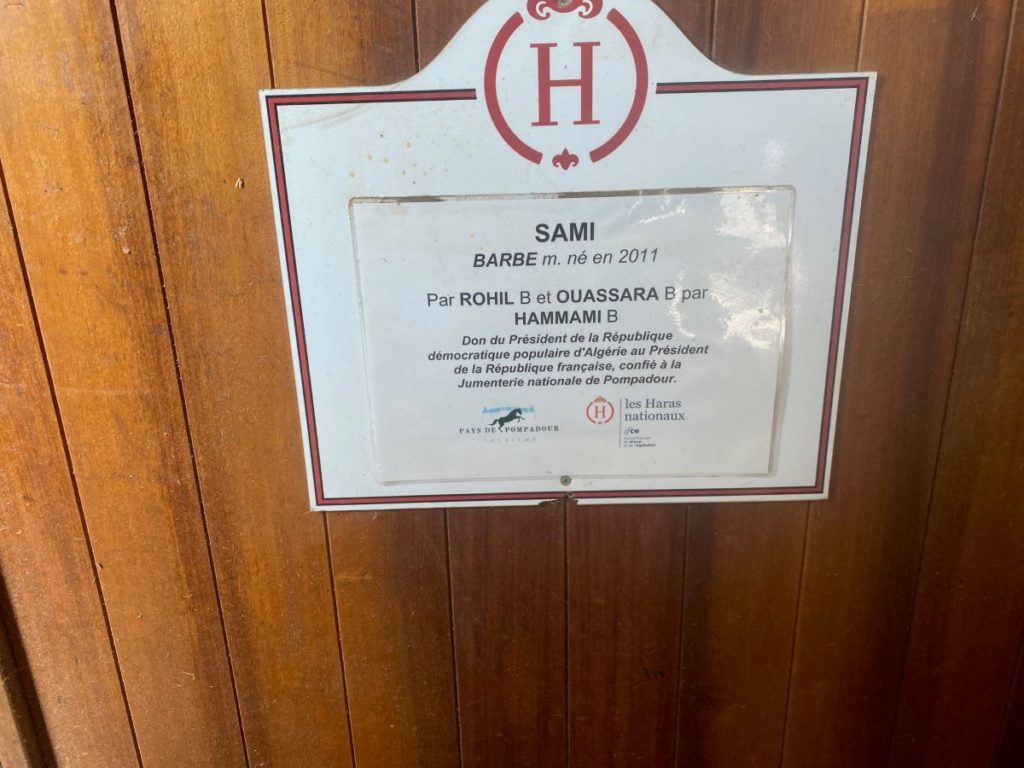 H
SAMI
BARBE m. né en 2011
Par ROHIL B et OUASSARA B par
HAMMAMI B
Don du Président de la République
démocratique populaire d'Algérie au Président
de la République française, confié à la
Jumenterie nationale de Pompadour.
PAYS DE POMPADOUR
H
les Haras
nationaux
ifce